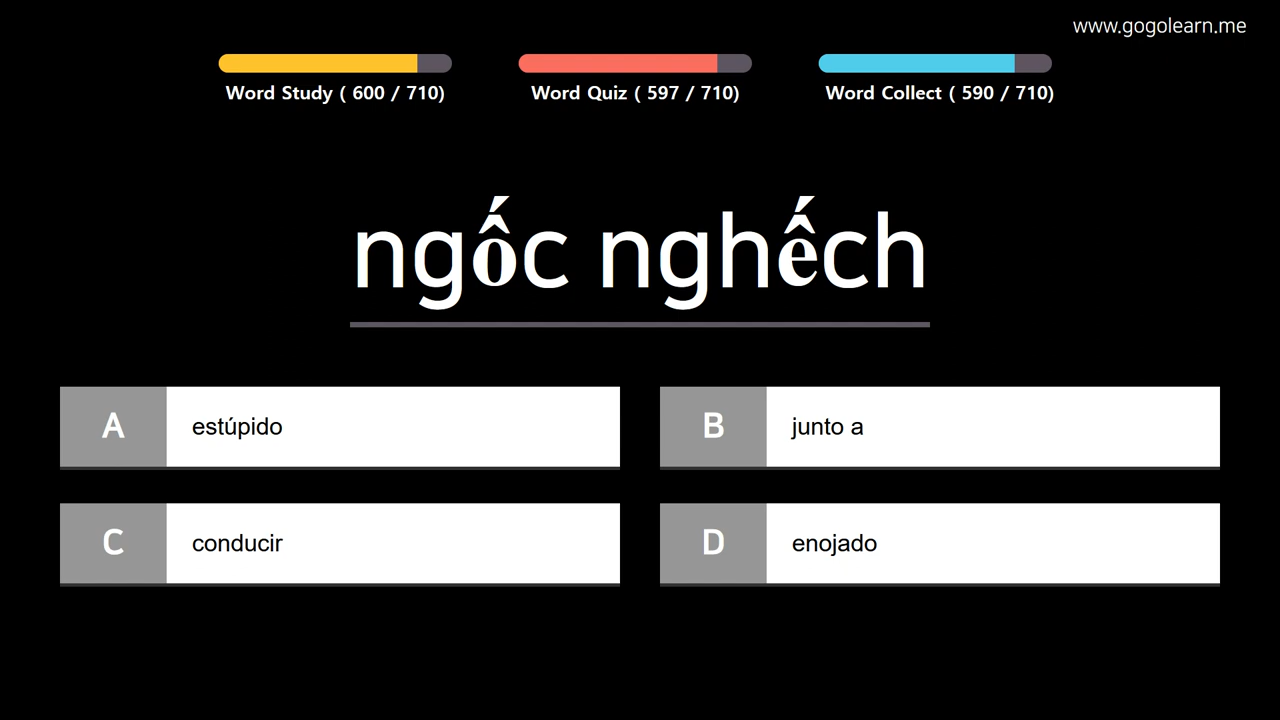 www.gogolearn.me
Word Study ( 600 / 710)
Word Quiz ( 597 / 710)
Word Collect ( 590 / 710)
ngốc nghếch
A estúpido
B junto a
C conducir
D enojado